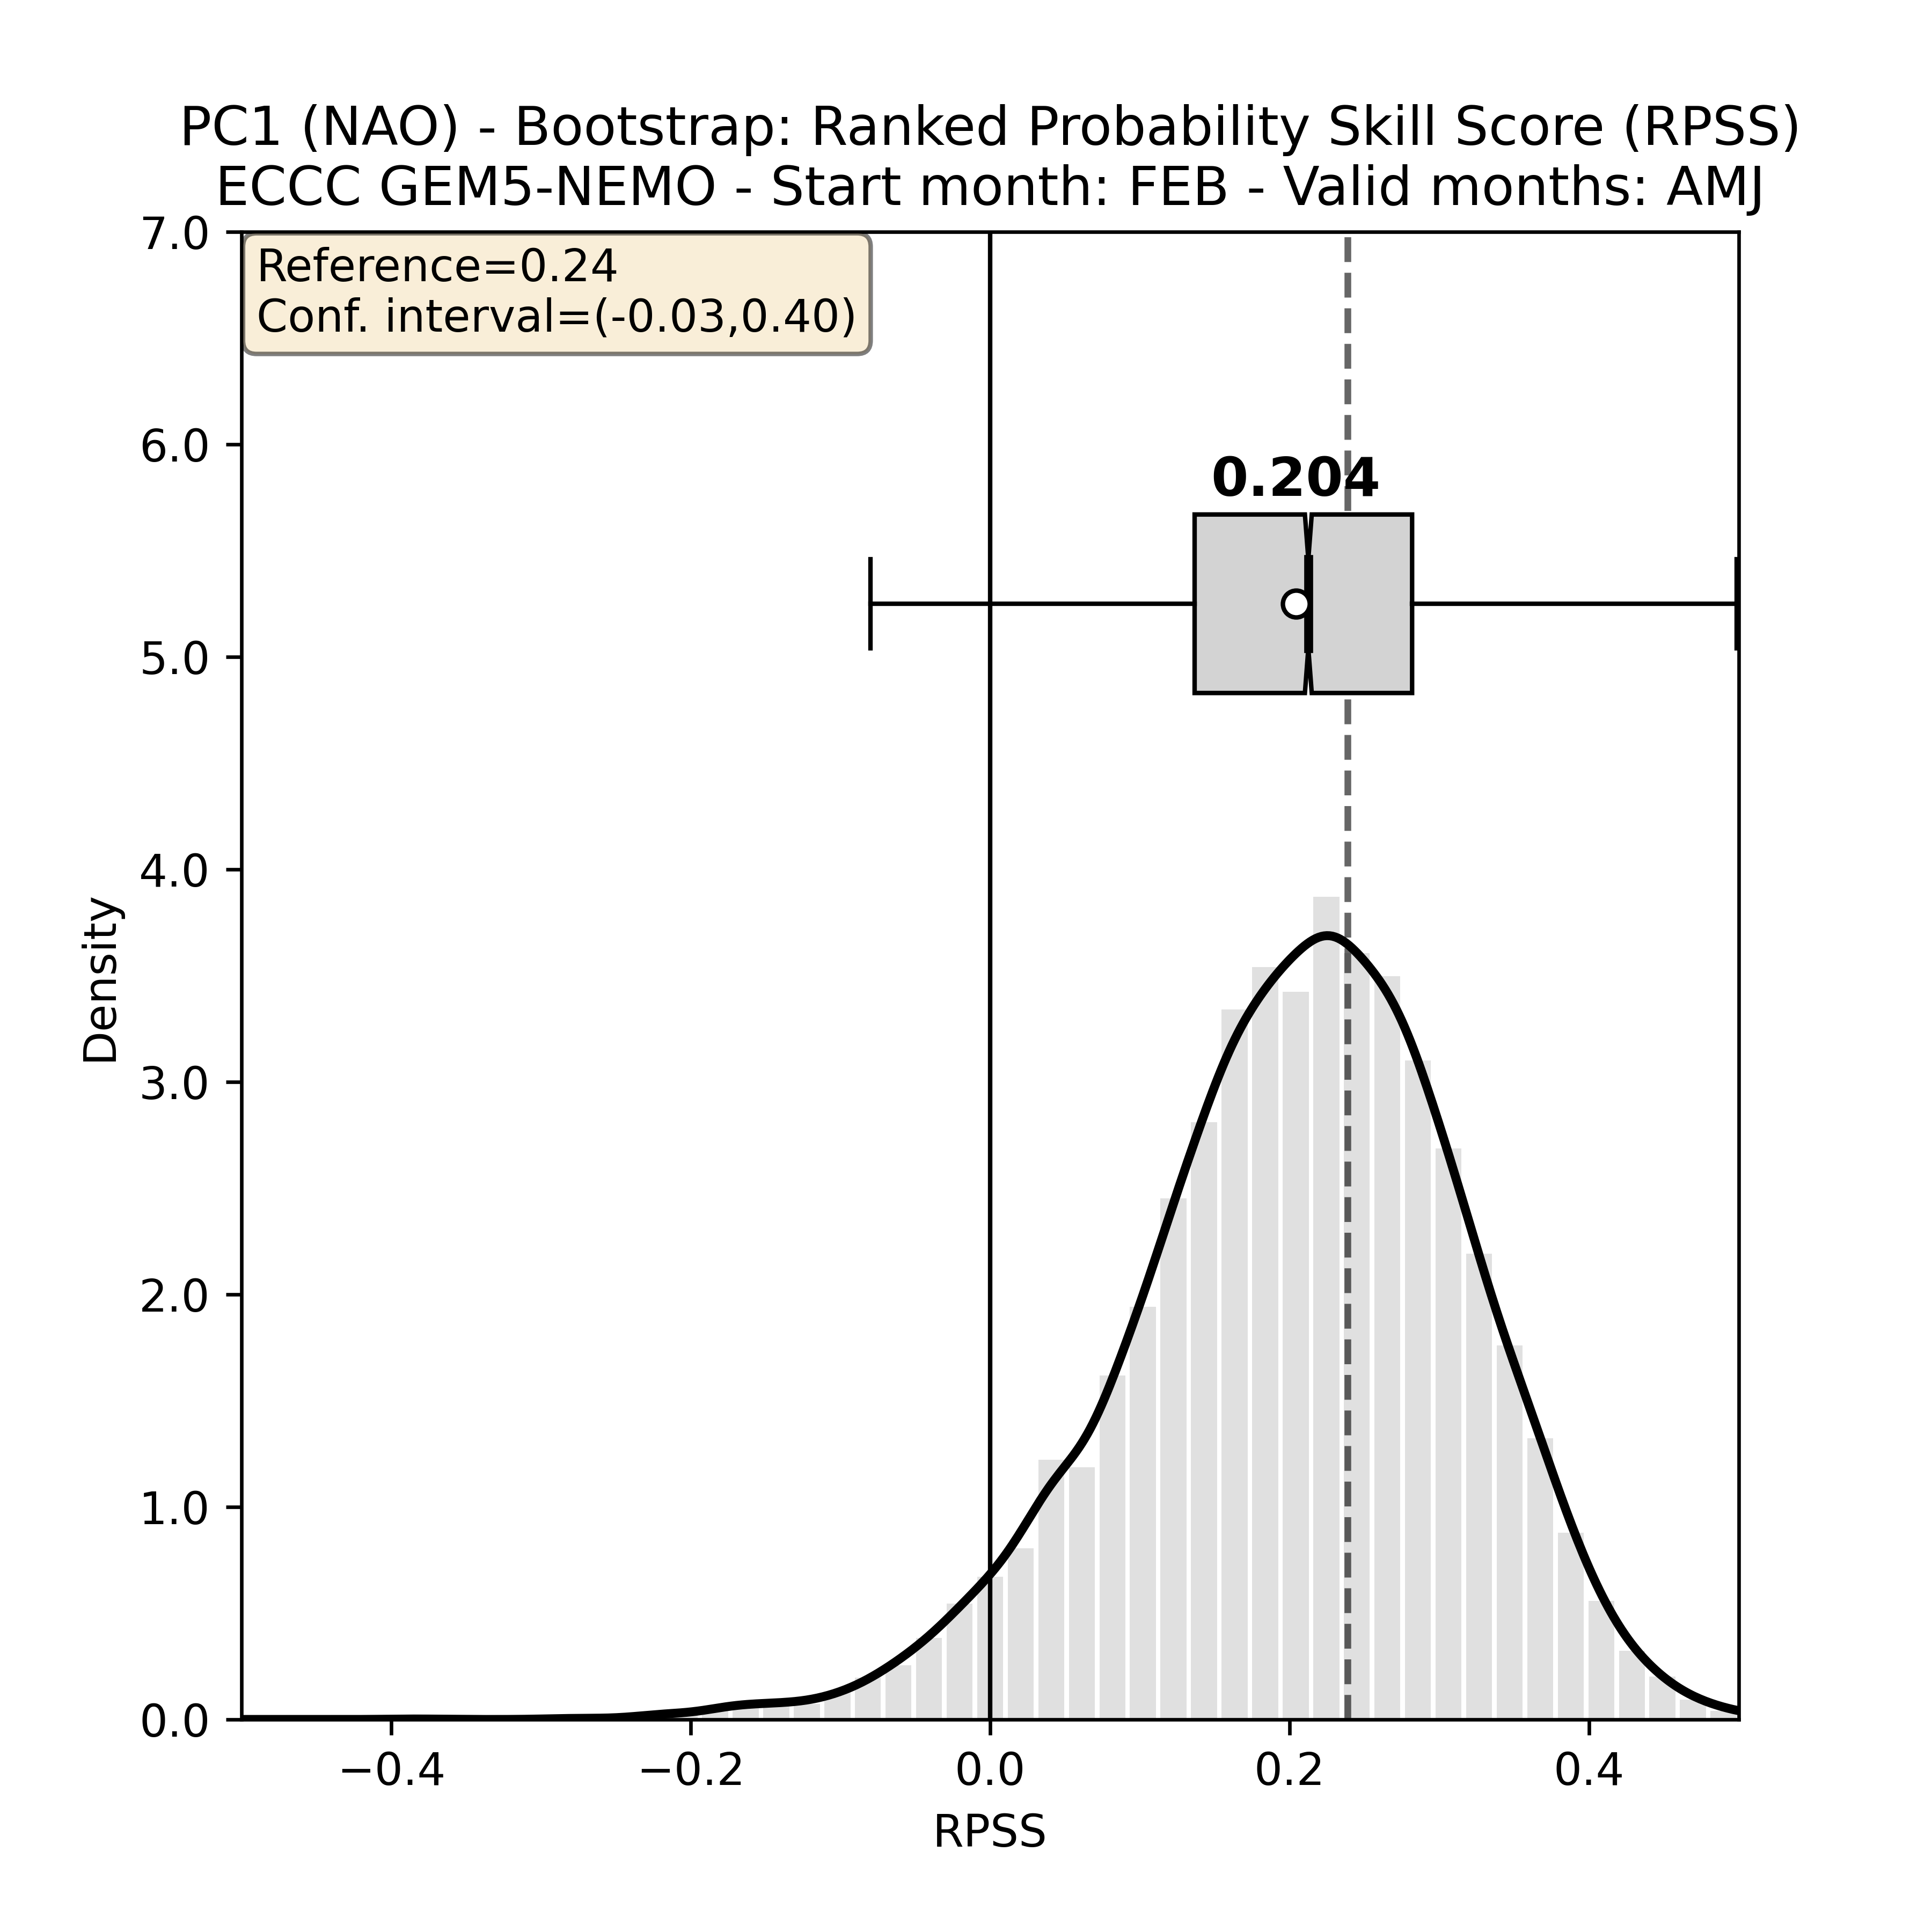 PC1 (NAO) - Bootstrap: Ranked Probability Skill Score (RPSS)
ECCC GEM5-NEMO - Start month: FEB - Valid months: AMJ
Reference=0.24
Conf. interval=(-0.03,0.40)
0.204
7.0
6.0
5.0
4.0
3.0
2.0
1.0
0.0
Density
−0.4
−0.2
0.0
0.2
0.4
RPSS